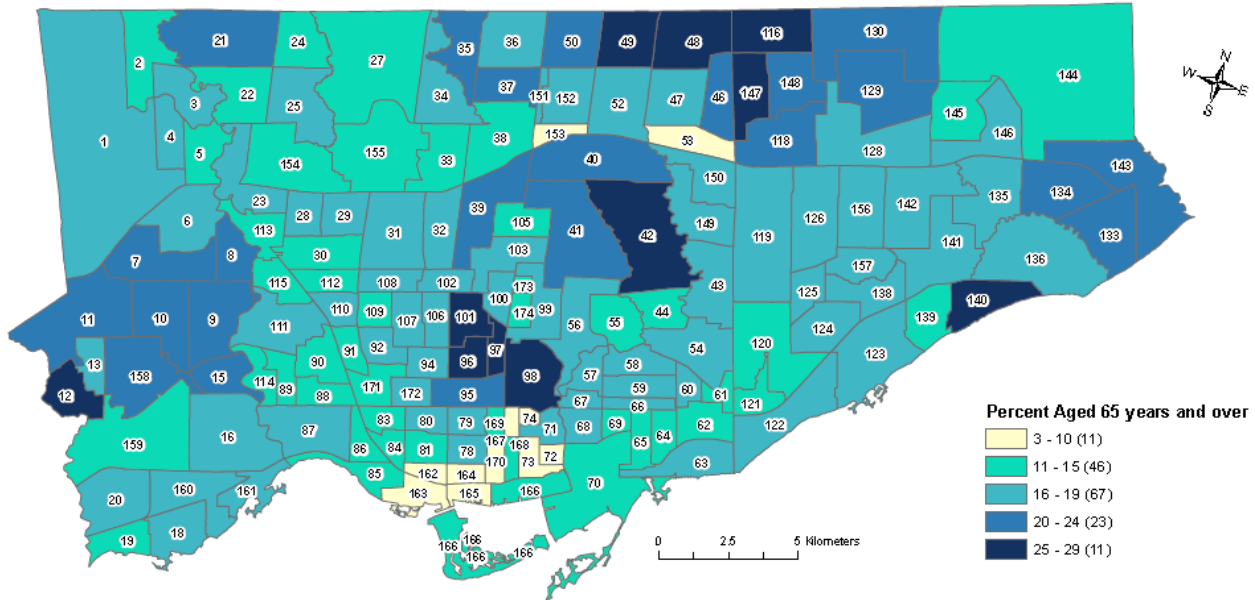 N
W
E
S
21 24 27 35 36 50 49 48 116 130
2 22 25 3 34 37 151 152 52 47 46 147 148 129 144
1 4 5 154 155 33 38 153 53 118 128 145 146
40 143
6 23 28 29 31 32 39 105 41 42 150 149 119 126 156 142 135 134 133
113 30 103 141 136
7 8 115 112 108 102 173 43 157
11 10 9 111 110 109 107 106 101 100 174 99 56 55 44 125 138 139 140
13 92 91 90 97 96 98 54 120 124 123
12 158 15 114 89 88 171 94 172 95 57 58 59 60 61 121
159 16 87 83 80 79 169 74 71 67 66 68 69 65 64 62 122
86 84 81 78 167 168 72 73 170 63
20 160 161 85 162 164 163 165 166 70
19 18 166 166 166 166
0 2.5 5 Kilometers
Percent Aged 65 years and over
3 - 10 (11)
11 - 15 (46)
16 - 19 (67)
20 - 24 (23)
25 - 29 (11)